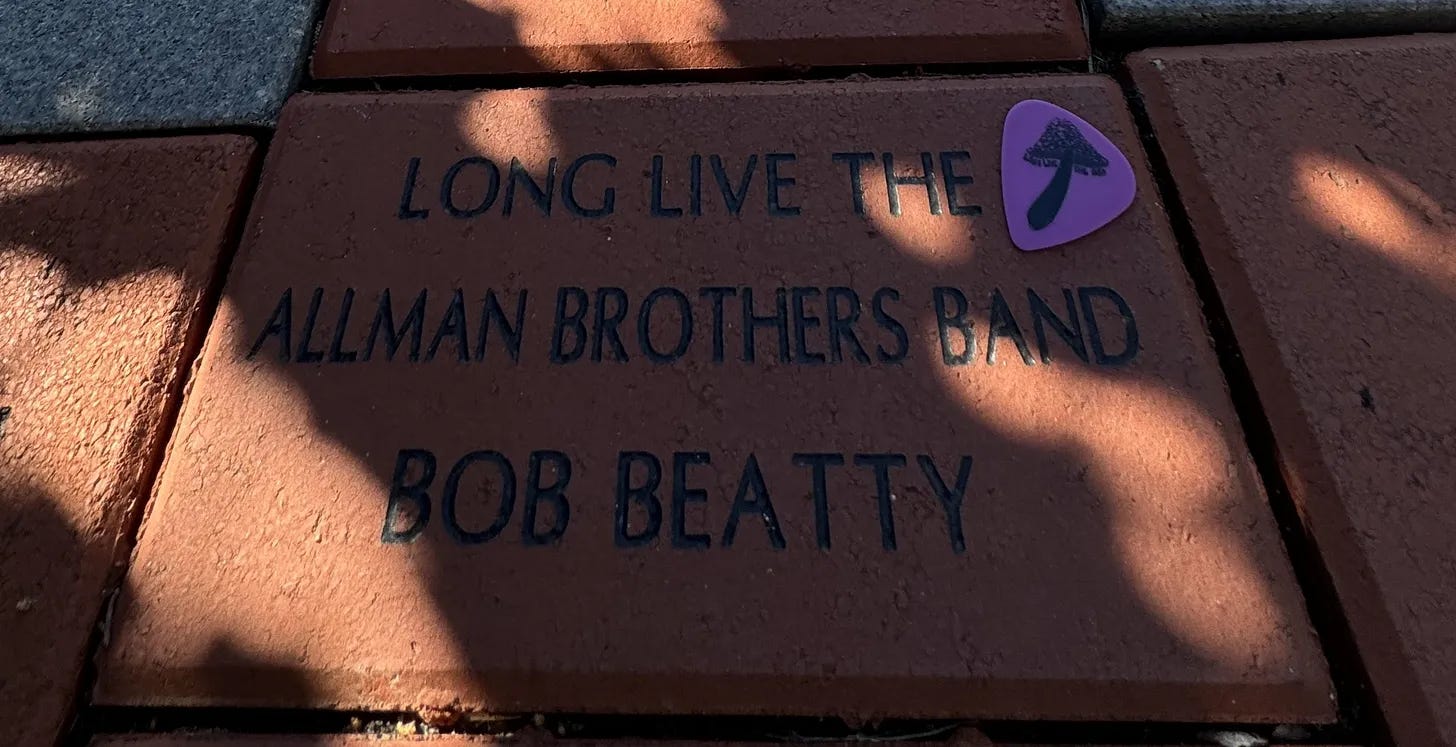 LONG LIVE THE
ALLMAN BROTHERS BAND
BOB BEATTY